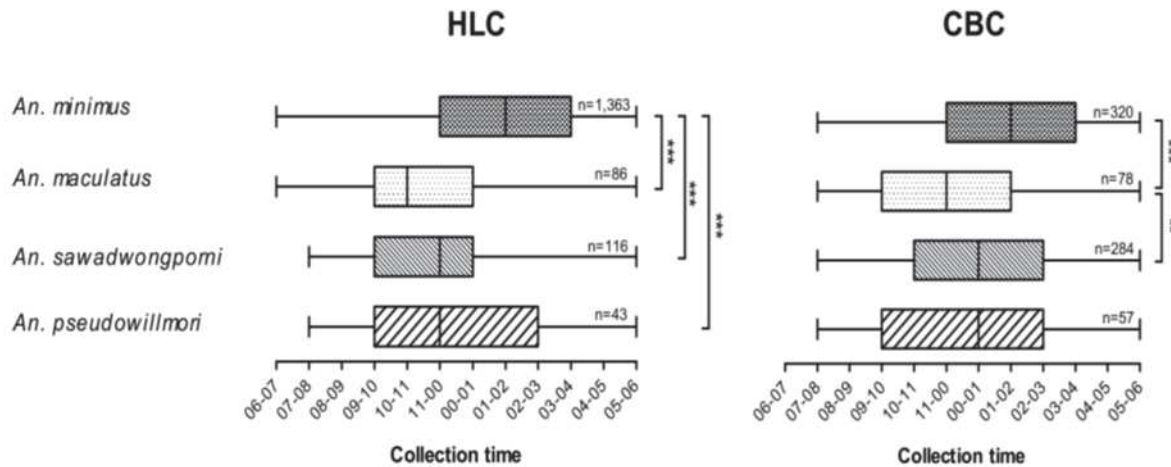 HLC
An. minimus
n=1,363
An. maculatus
n=86
An. sawadwongporni
n=116
An. pseudowillmori
n=43
***
***
***
06-07
07-08
08-09
09-10
10-11
11-00
00-01
01-02
02-03
03-04
04-05
05-06
Collection time
CBC
n=320
n=78
n=284
n=57
06-07
07-08
08-09
09-10
10-11
11-00
00-01
01-02
02-03
03-04
04-05
05-06
Collection time